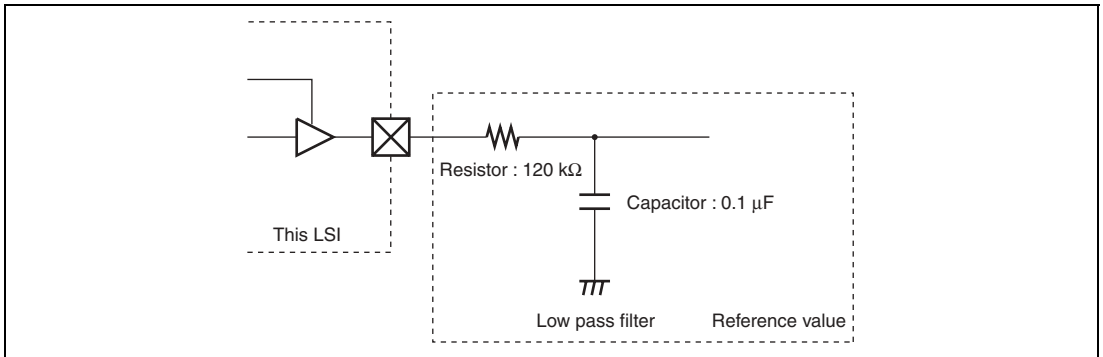 Resistor : 120 kΩ
Capacitor : 0.1 μF
This LSI
Low pass filter
Reference value